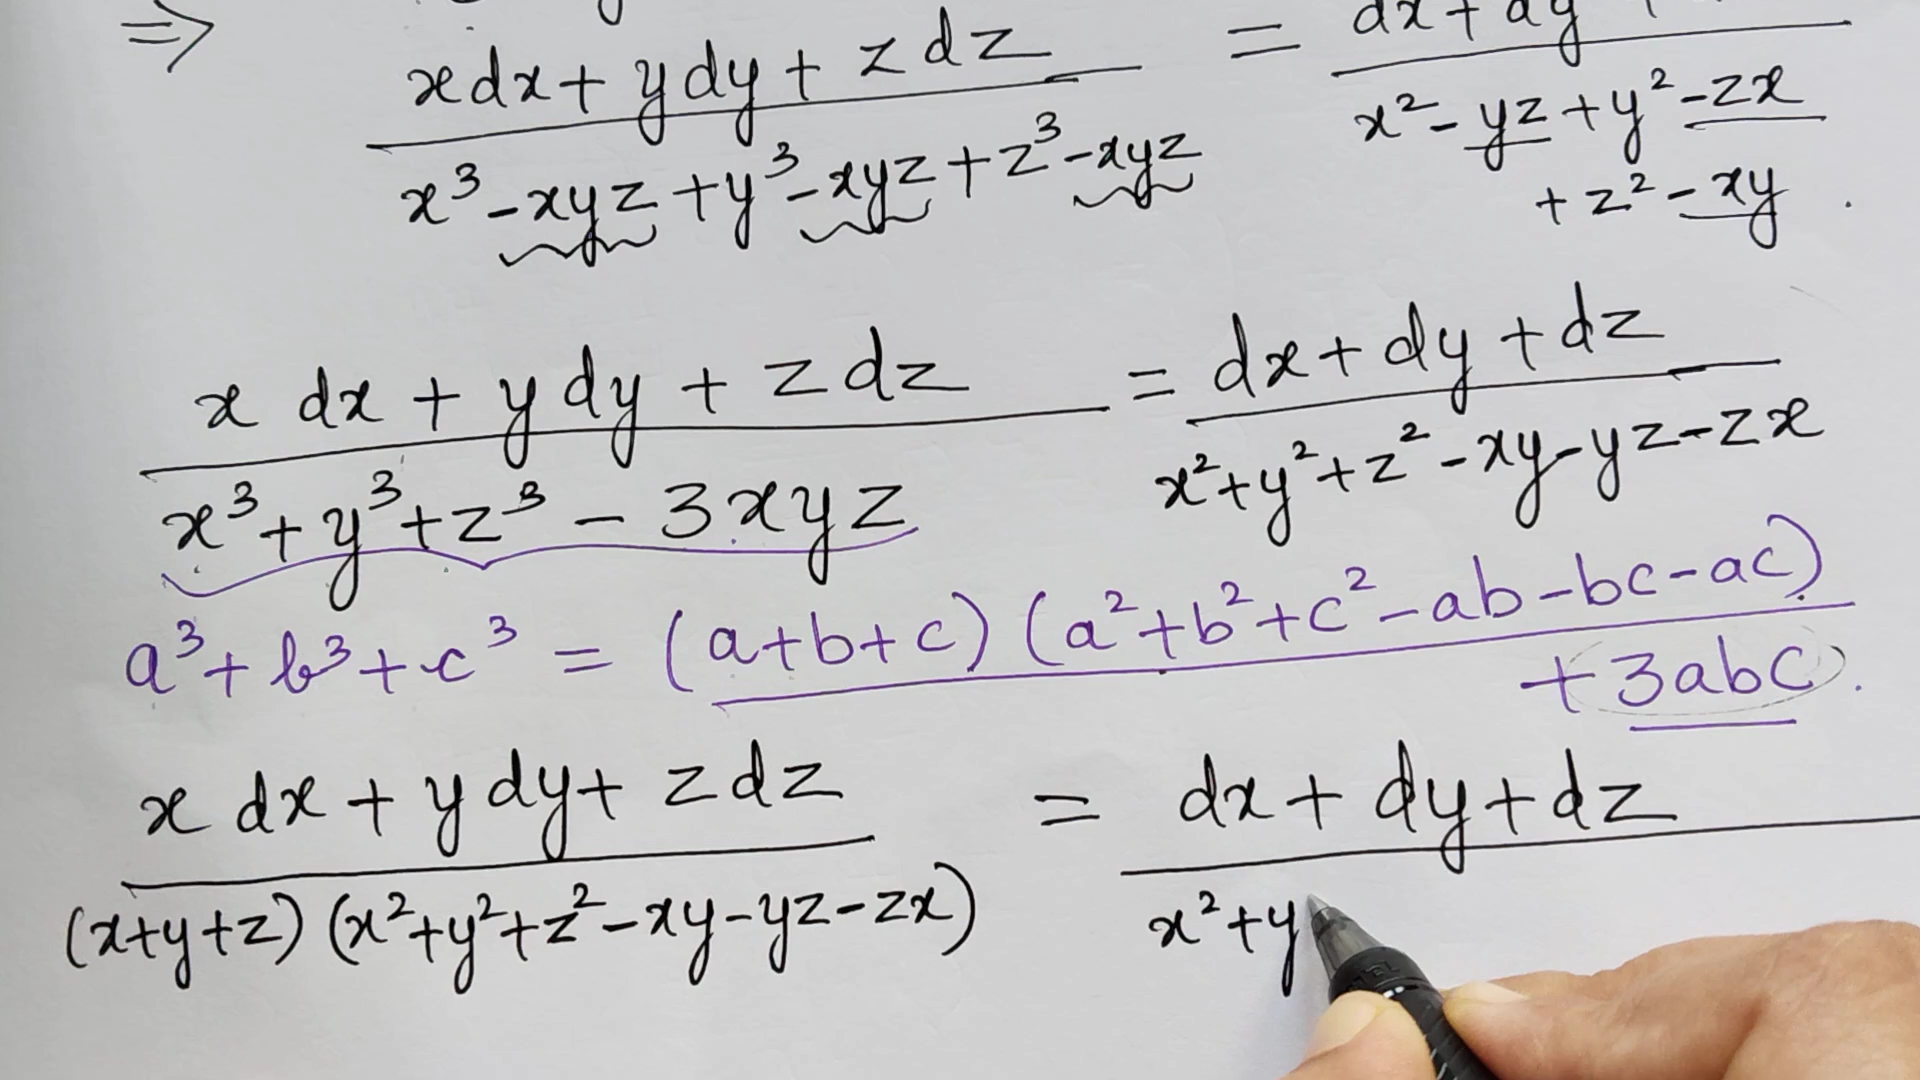 ⇒ x dx + y dy + z dz = dx + dy +
x³ - xyz + y³ - xyz + z³ - xyz x² - yz + y² - zx
+ z² - xy .
x dx + y dy + z dz = dx + dy + dz
x³ + y³ + z³ - 3xyz x² + y² + z² - xy - yz - zx
a³ + b³ + c³ = (a+b+c) (a² + b² + c² - ab - bc - ac)
+ 3abc .
x dx + y dy + z dz = dx + dy + dz
(x+y+z) (x² + y² + z² - xy - yz - zx) x² + y